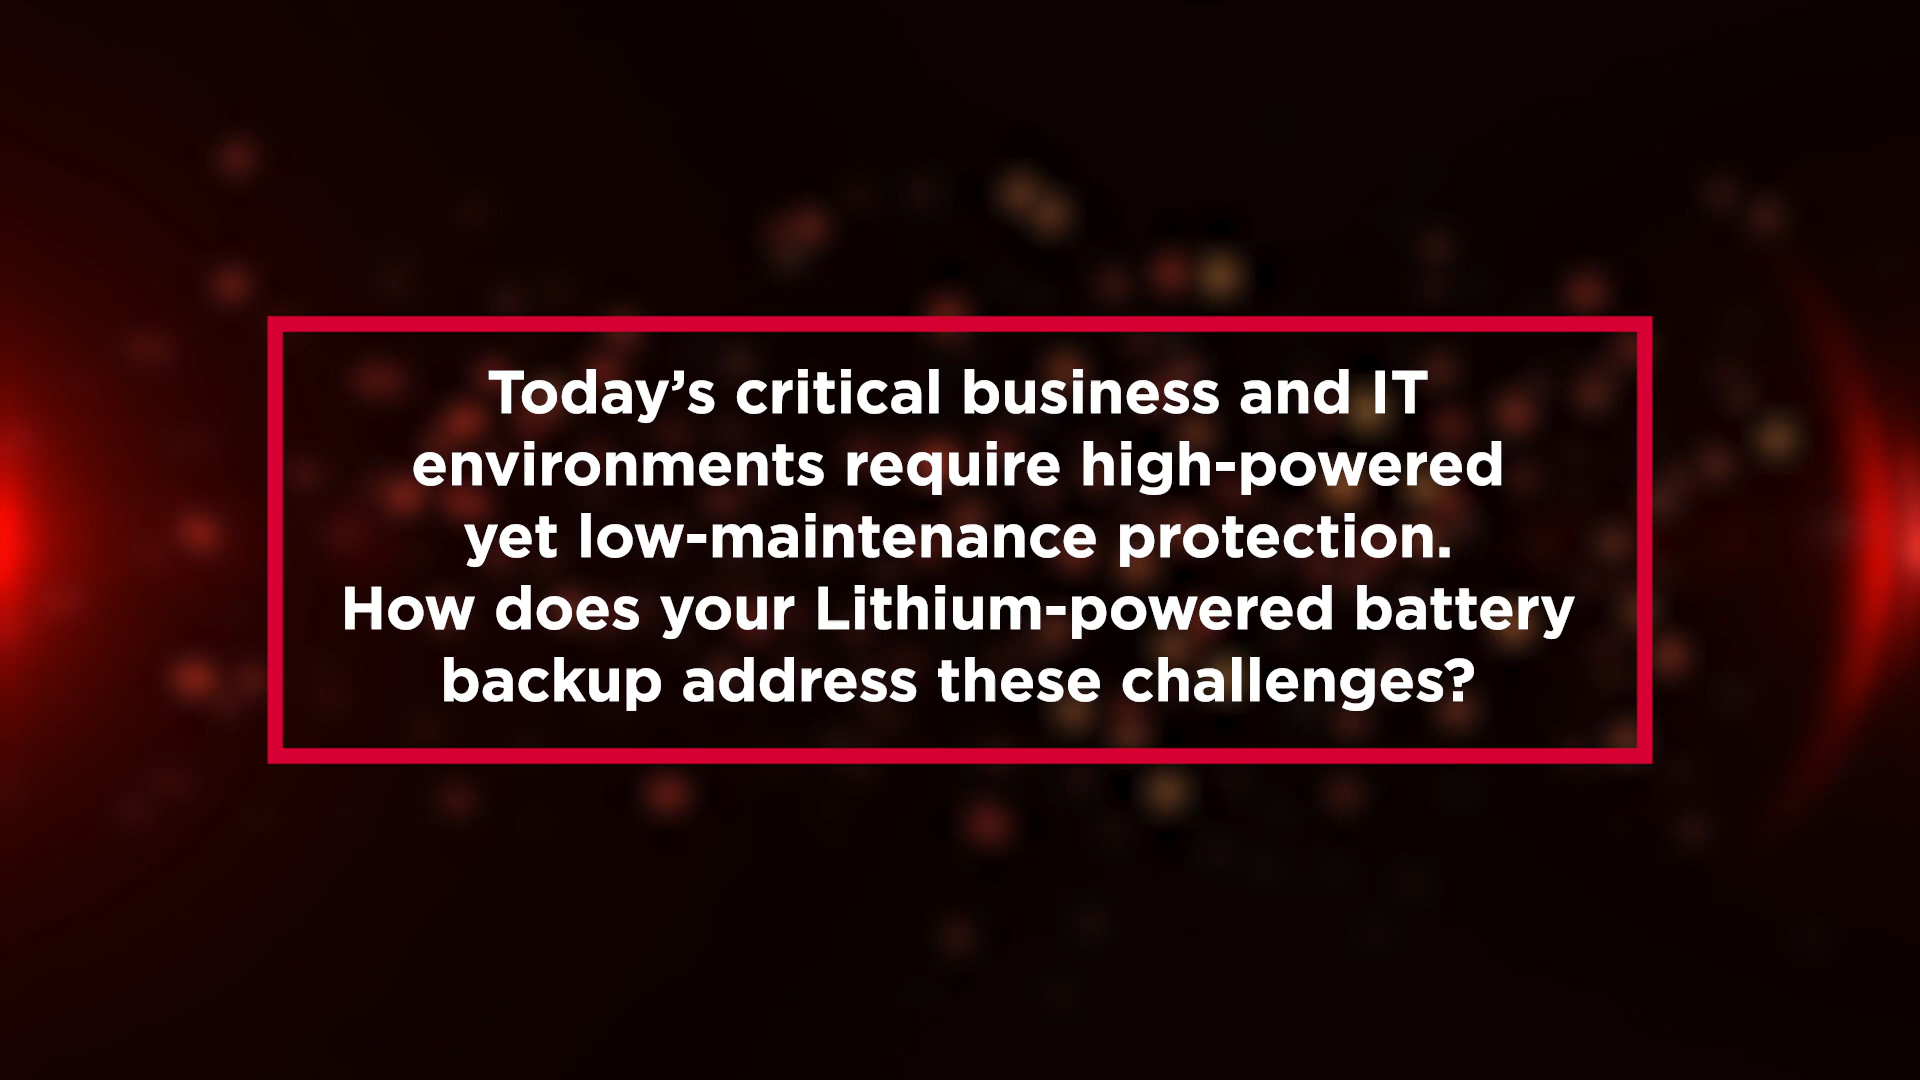 Today’s critical business and IT
environments require high-powered
yet low-maintenance protection.
How does your Lithium-powered battery
backup address these challenges?